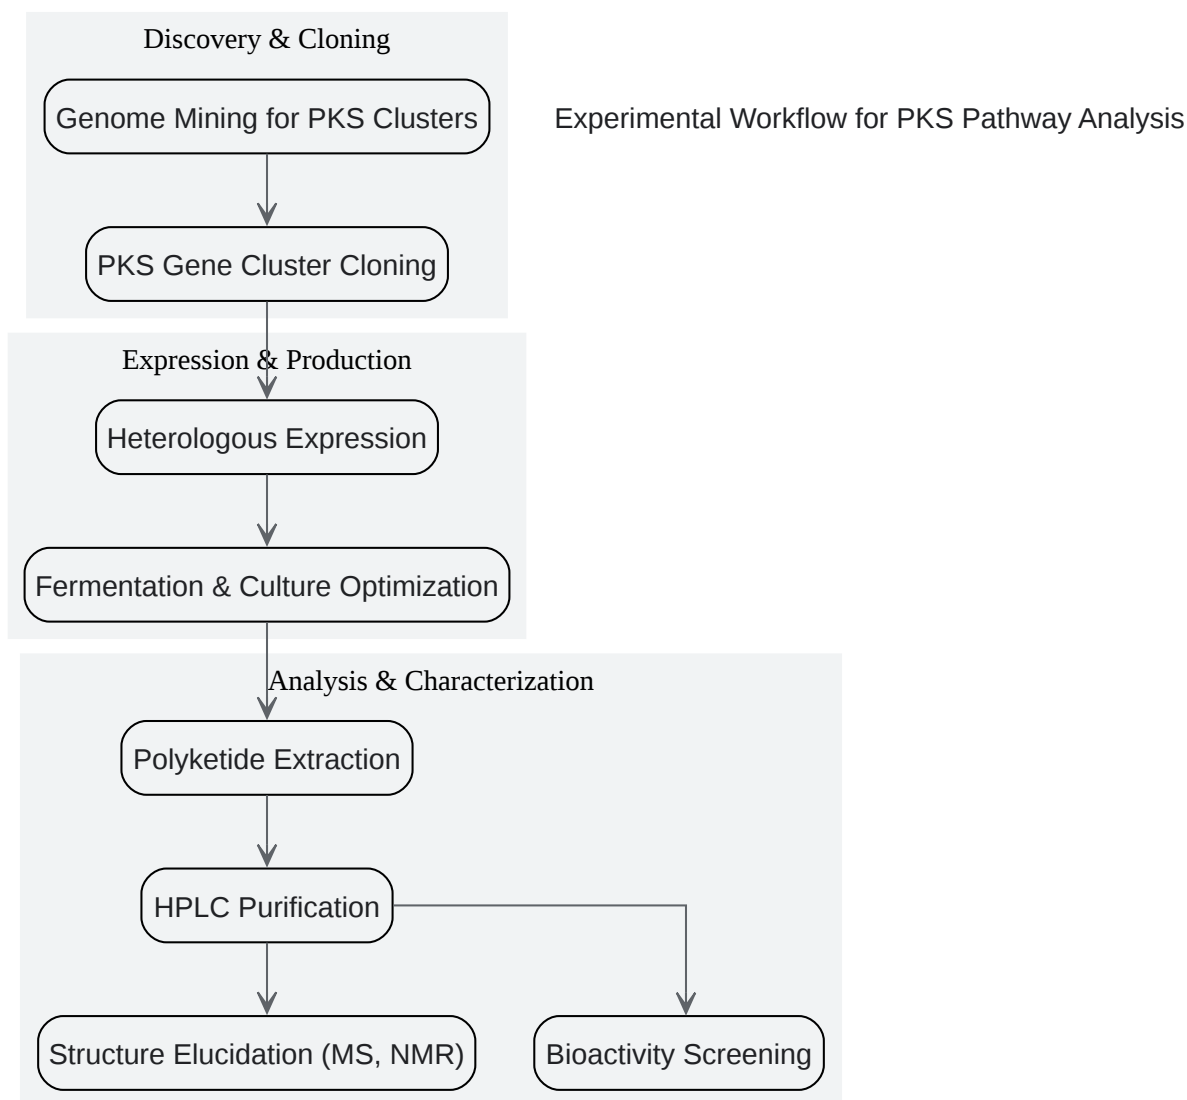 Discovery & Cloning
Genome Mining for PKS Clusters
Experimental Workflow for PKS Pathway Analysis
PKS Gene Cluster Cloning
Expression & Production
Heterologous Expression
Fermentation & Culture Optimization
Analysis & Characterization
Polyketide Extraction
HPLC Purification
Structure Elucidation (MS, NMR)
Bioactivity Screening